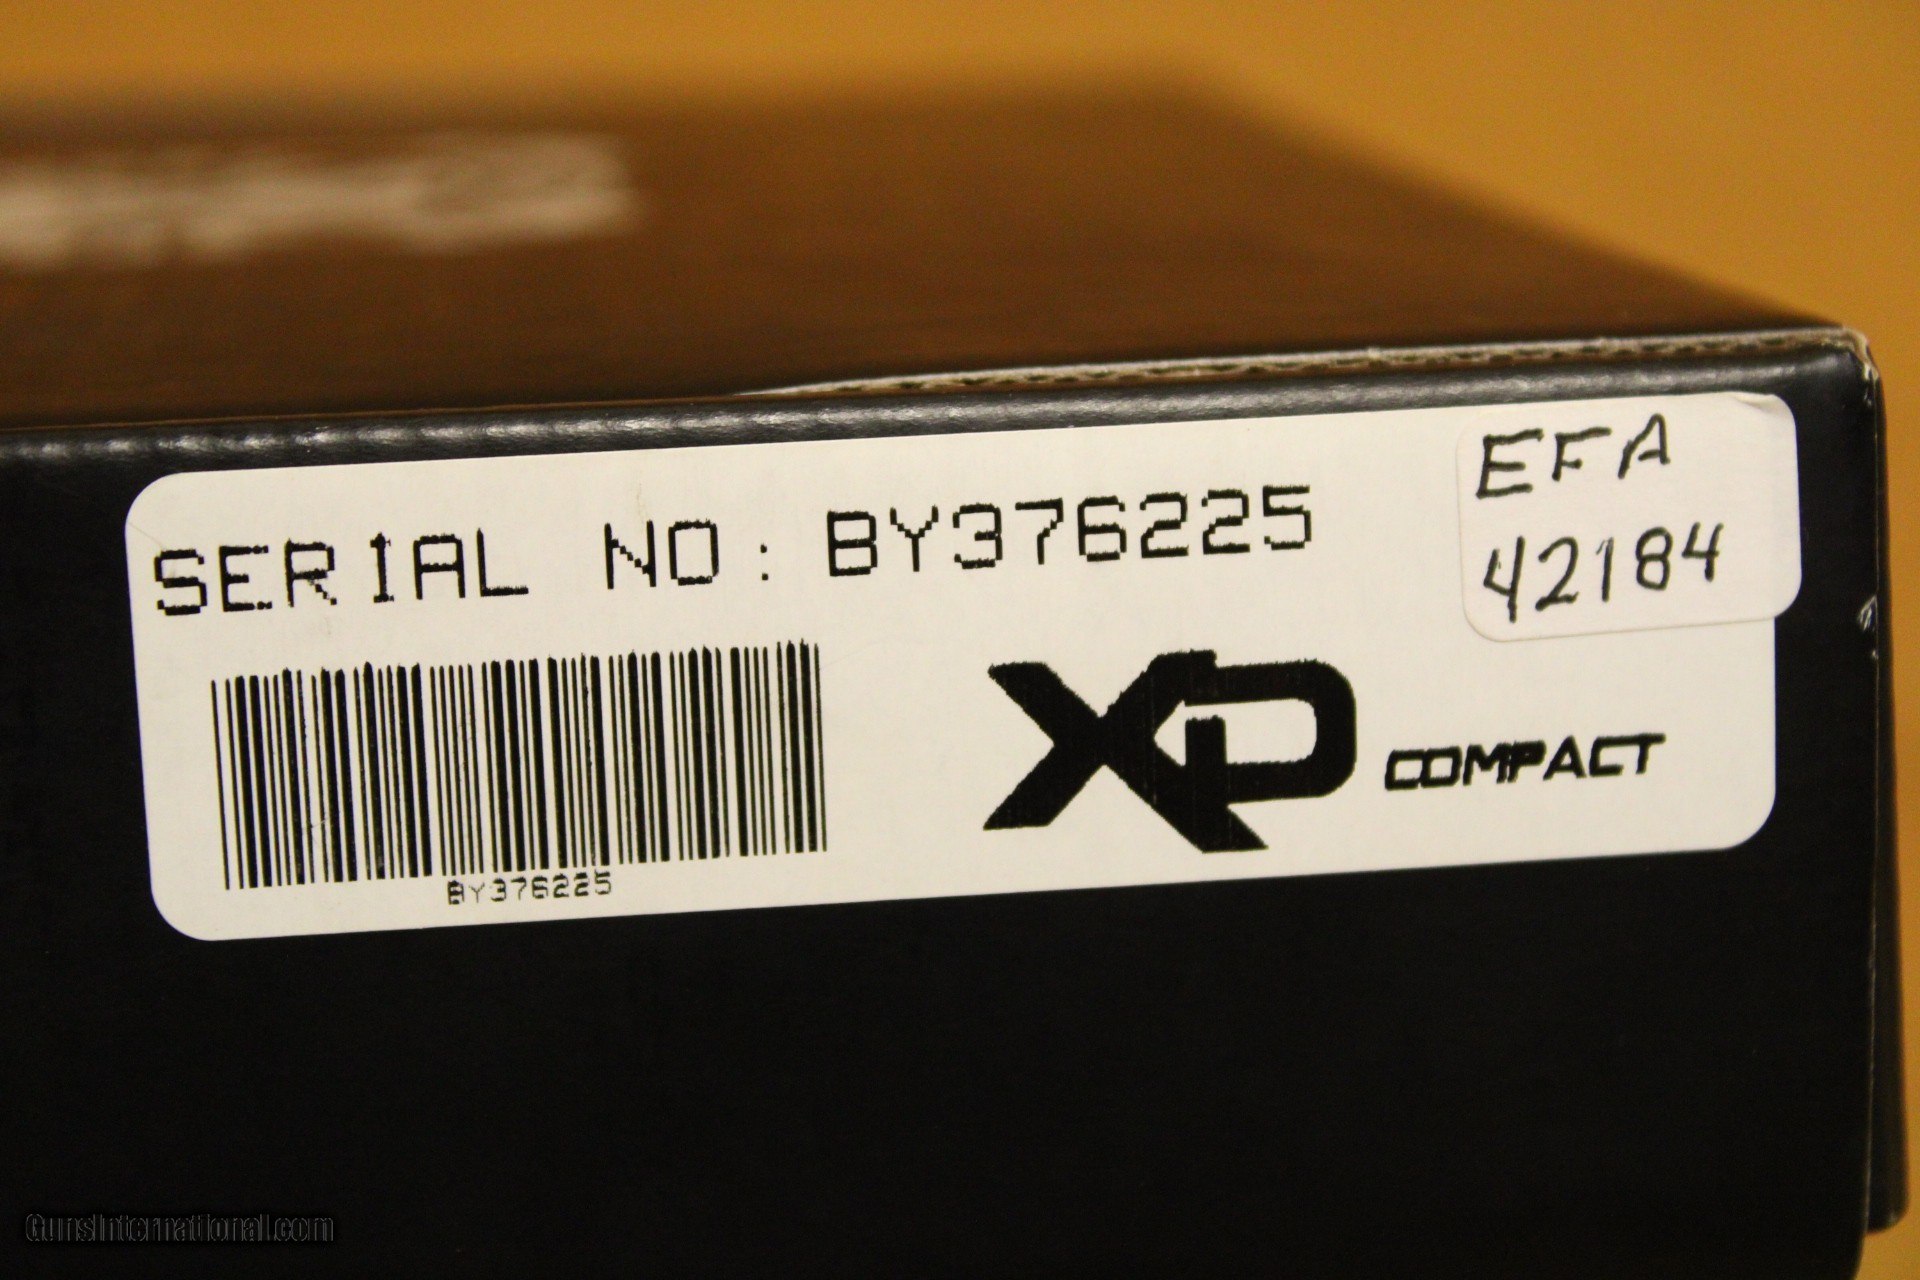 SERIAL NO: BY376225
EFA
42184
XD COMPACT
BY376225
GunsInternational.com